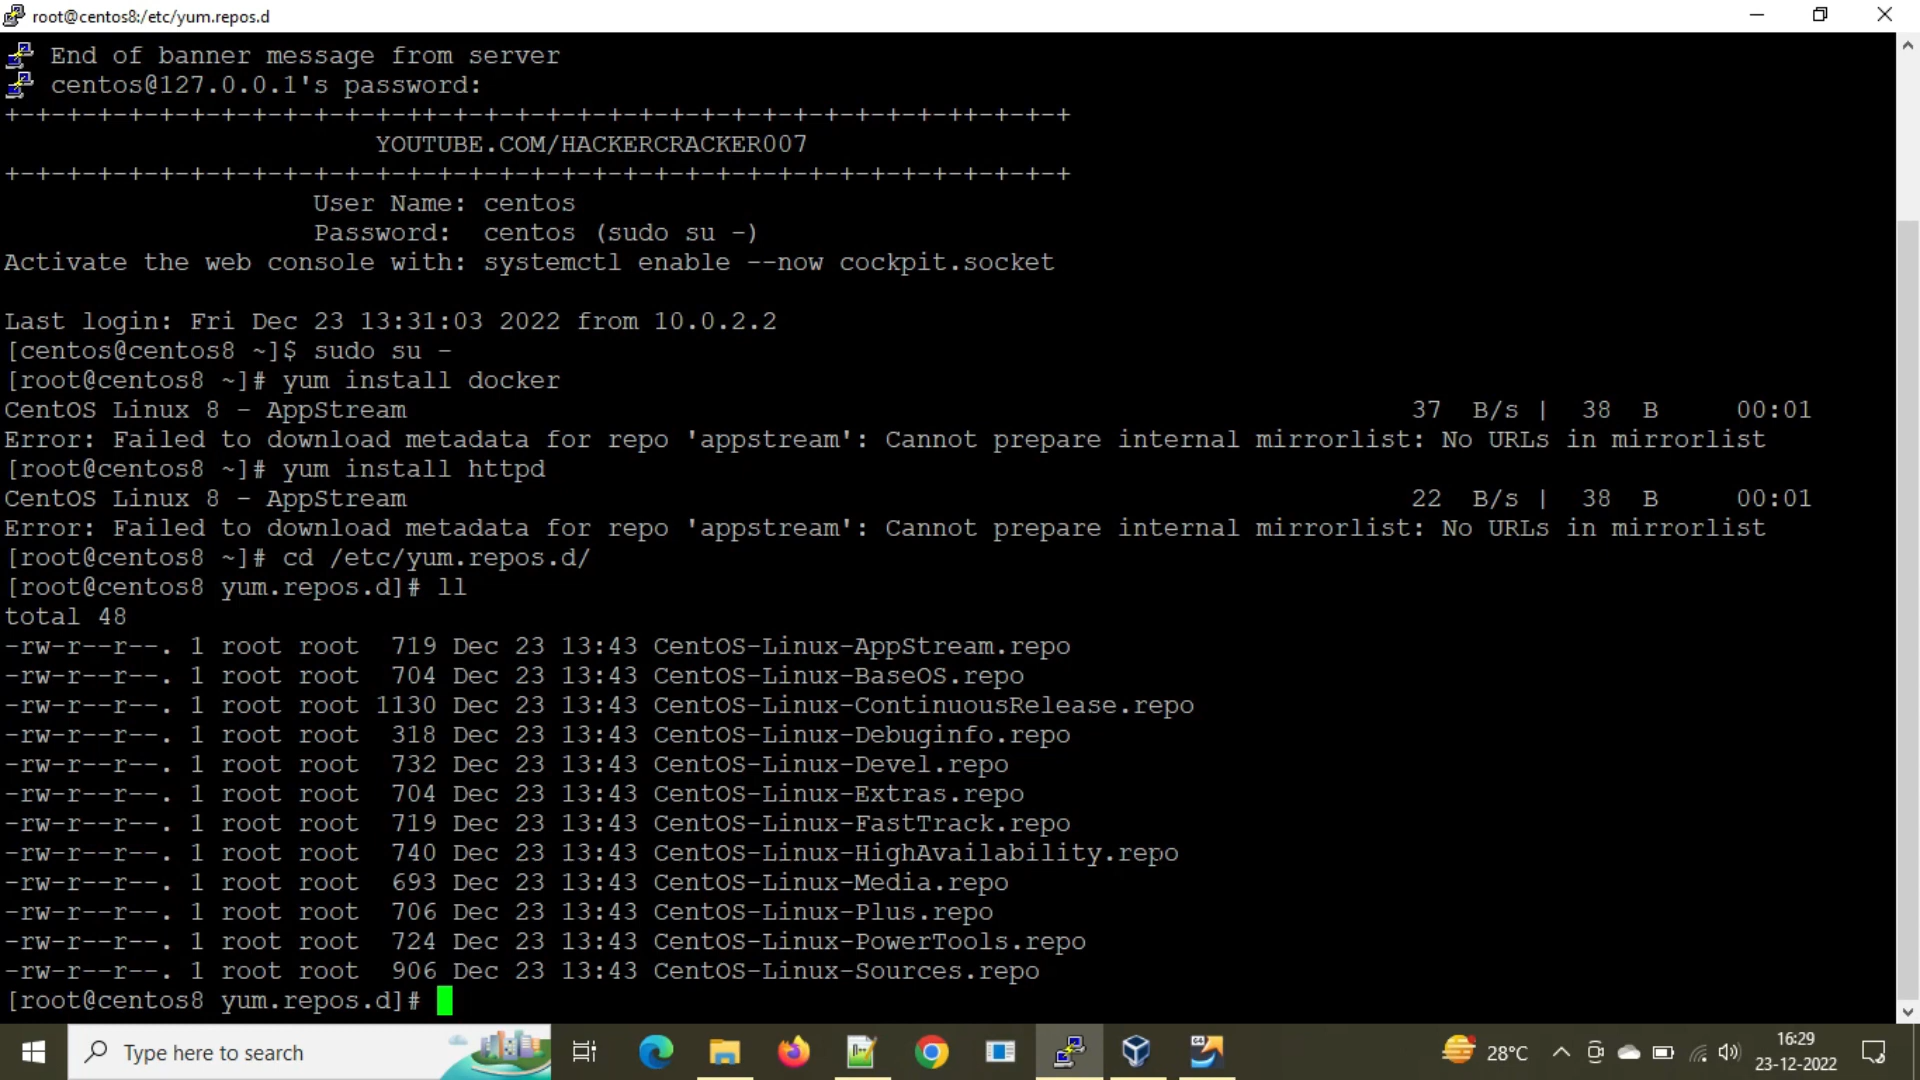 root@centos8:/etc/yum.repos.d
End of banner message from server
centos@127.0.0.1's password:
+-+-+-+-+-+-+-+-+-+-+-+-+-++-+-+-+-+-+-+-+-+-+-+-+-+-+-+-+-+-++-+-+-+
YOUTUBE.COM/HACKERCRACKER007
+-+-+-+-+-+-+-+-+-+-+-+-+-+-+-+-+-+-+-+-+-+-+-+-+-+-+-+-+-+-+-+-+-+-+
User Name: centos
Password:  centos (sudo su -)
Activate the web console with: systemctl enable --now cockpit.socket
Last login: Fri Dec 23 13:31:03 2022 from 10.0.2.2
[centos@centos8 ~]$ sudo su -
[root@centos8 ~]# yum install docker
CentOS Linux 8 - AppStream 37  B/s |  38  B     00:01
Error: Failed to download metadata for repo 'appstream': Cannot prepare internal mirrorlist: No URLs in mirrorlist
[root@centos8 ~]# yum install httpd
CentOS Linux 8 - AppStream 22  B/s |  38  B     00:01
Error: Failed to download metadata for repo 'appstream': Cannot prepare internal mirrorlist: No URLs in mirrorlist
[root@centos8 ~]# cd /etc/yum.repos.d/
[root@centos8 yum.repos.d]# ll
total 48
-rw-r--r--. 1 root root  719 Dec 23 13:43 CentOS-Linux-AppStream.repo
-rw-r--r--. 1 root root  704 Dec 23 13:43 CentOS-Linux-BaseOS.repo
-rw-r--r--. 1 root root 1130 Dec 23 13:43 CentOS-Linux-ContinuousRelease.repo
-rw-r--r--. 1 root root  318 Dec 23 13:43 CentOS-Linux-Debuginfo.repo
-rw-r--r--. 1 root root  732 Dec 23 13:43 CentOS-Linux-Devel.repo
-rw-r--r--. 1 root root  704 Dec 23 13:43 CentOS-Linux-Extras.repo
-rw-r--r--. 1 root root  719 Dec 23 13:43 CentOS-Linux-FastTrack.repo
-rw-r--r--. 1 root root  740 Dec 23 13:43 CentOS-Linux-HighAvailability.repo
-rw-r--r--. 1 root root  693 Dec 23 13:43 CentOS-Linux-Media.repo
-rw-r--r--. 1 root root  706 Dec 23 13:43 CentOS-Linux-Plus.repo
-rw-r--r--. 1 root root  724 Dec 23 13:43 CentOS-Linux-PowerTools.repo
-rw-r--r--. 1 root root  906 Dec 23 13:43 CentOS-Linux-Sources.repo
[root@centos8 yum.repos.d]#
Type here to search
28°C
16:29
23-12-2022